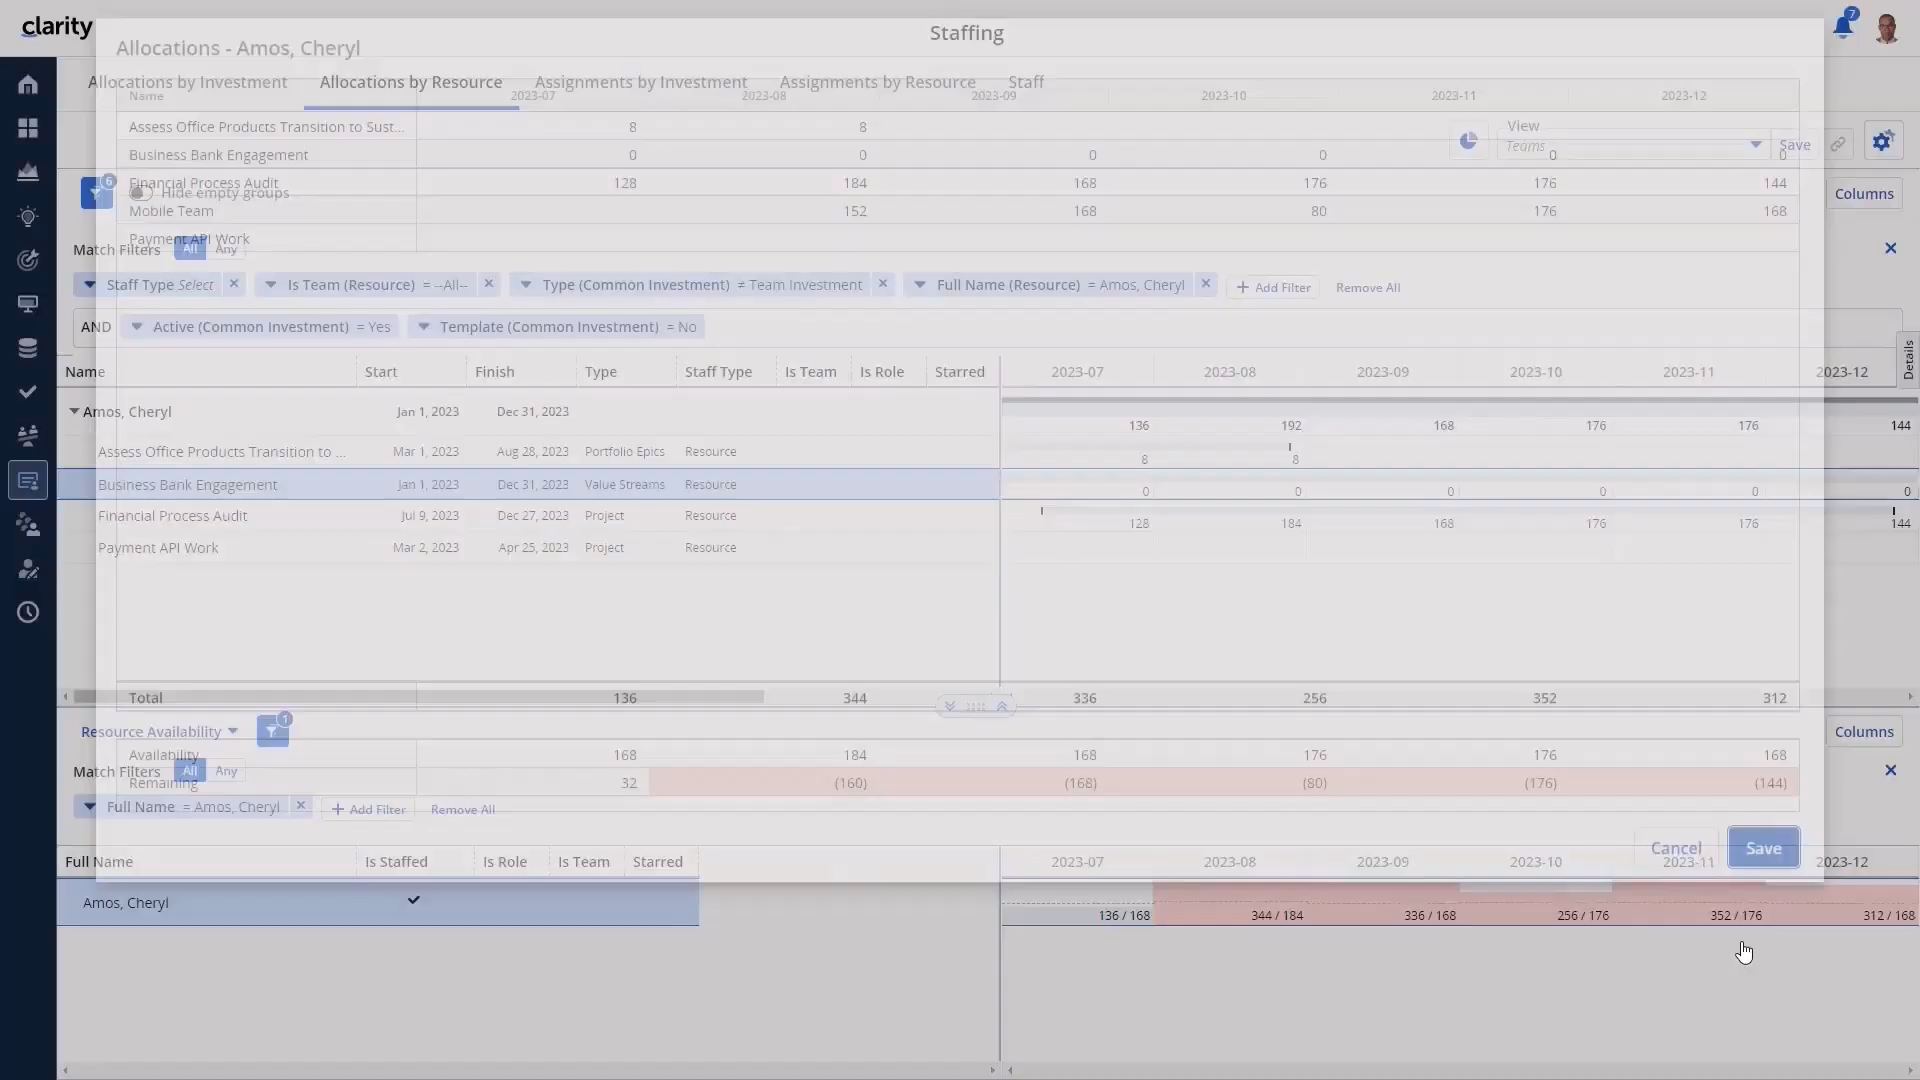 clarity
Staffing
7
Allocations - Amos, Cheryl
Allocations by Investment Allocations by Resource Assignments by Investment Assignments by Resource Staff
Name 2023-07 2023-08 2023-09 2023-10 2023-11 2023-12
Assess Office Products Transition to Sust... 8 8
View
Teams Save
Business Bank Engagement 0 0 0 0 0 0
Financial Process Audit 128 184 168 176 176 144
6 Hide empty groups Columns
Mobile Team 152 168 80 176 168
Payment API Work
Match Filters All Any
Staff Type Select Is Team (Resource) = --All-- Type (Common Investment) ≠ Team Investment Full Name (Resource) = Amos, Cheryl + Add Filter Remove All
AND Active (Common Investment) = Yes Template (Common Investment) = No
Details
Name Start Finish Type Staff Type Is Team Is Role Starred 2023-07 2023-08 2023-09 2023-10 2023-11 2023-12
Amos, Cheryl Jan 1, 2023 Dec 31, 2023 136 192 168 176 176 144
Assess Office Products Transition to ... Mar 1, 2023 Aug 28, 2023 Portfolio Epics Resource 8 8
Business Bank Engagement Jan 1, 2023 Dec 31, 2023 Value Streams Resource 0 0 0 0 0 0
Financial Process Audit Jul 9, 2023 Dec 27, 2023 Project Resource 128 184 168 176 176 144
Payment API Work Mar 2, 2023 Apr 25, 2023 Project Resource
Total 136 344 336 256 352 312
Resource Availability 1 Columns
Availability 168 184 168 176 176 168
Match Filters All Any
Remaining 32 (160) (168) (80) (176) (144)
Full Name = Amos, Cheryl + Add Filter Remove All
Cancel Save
Full Name Is Staffed Is Role Is Team Starred 2023-07 2023-08 2023-09 2023-10 2023-11 2023-12
Amos, Cheryl 136 / 168 344 / 184 336 / 168 256 / 176 352 / 176 312 / 168